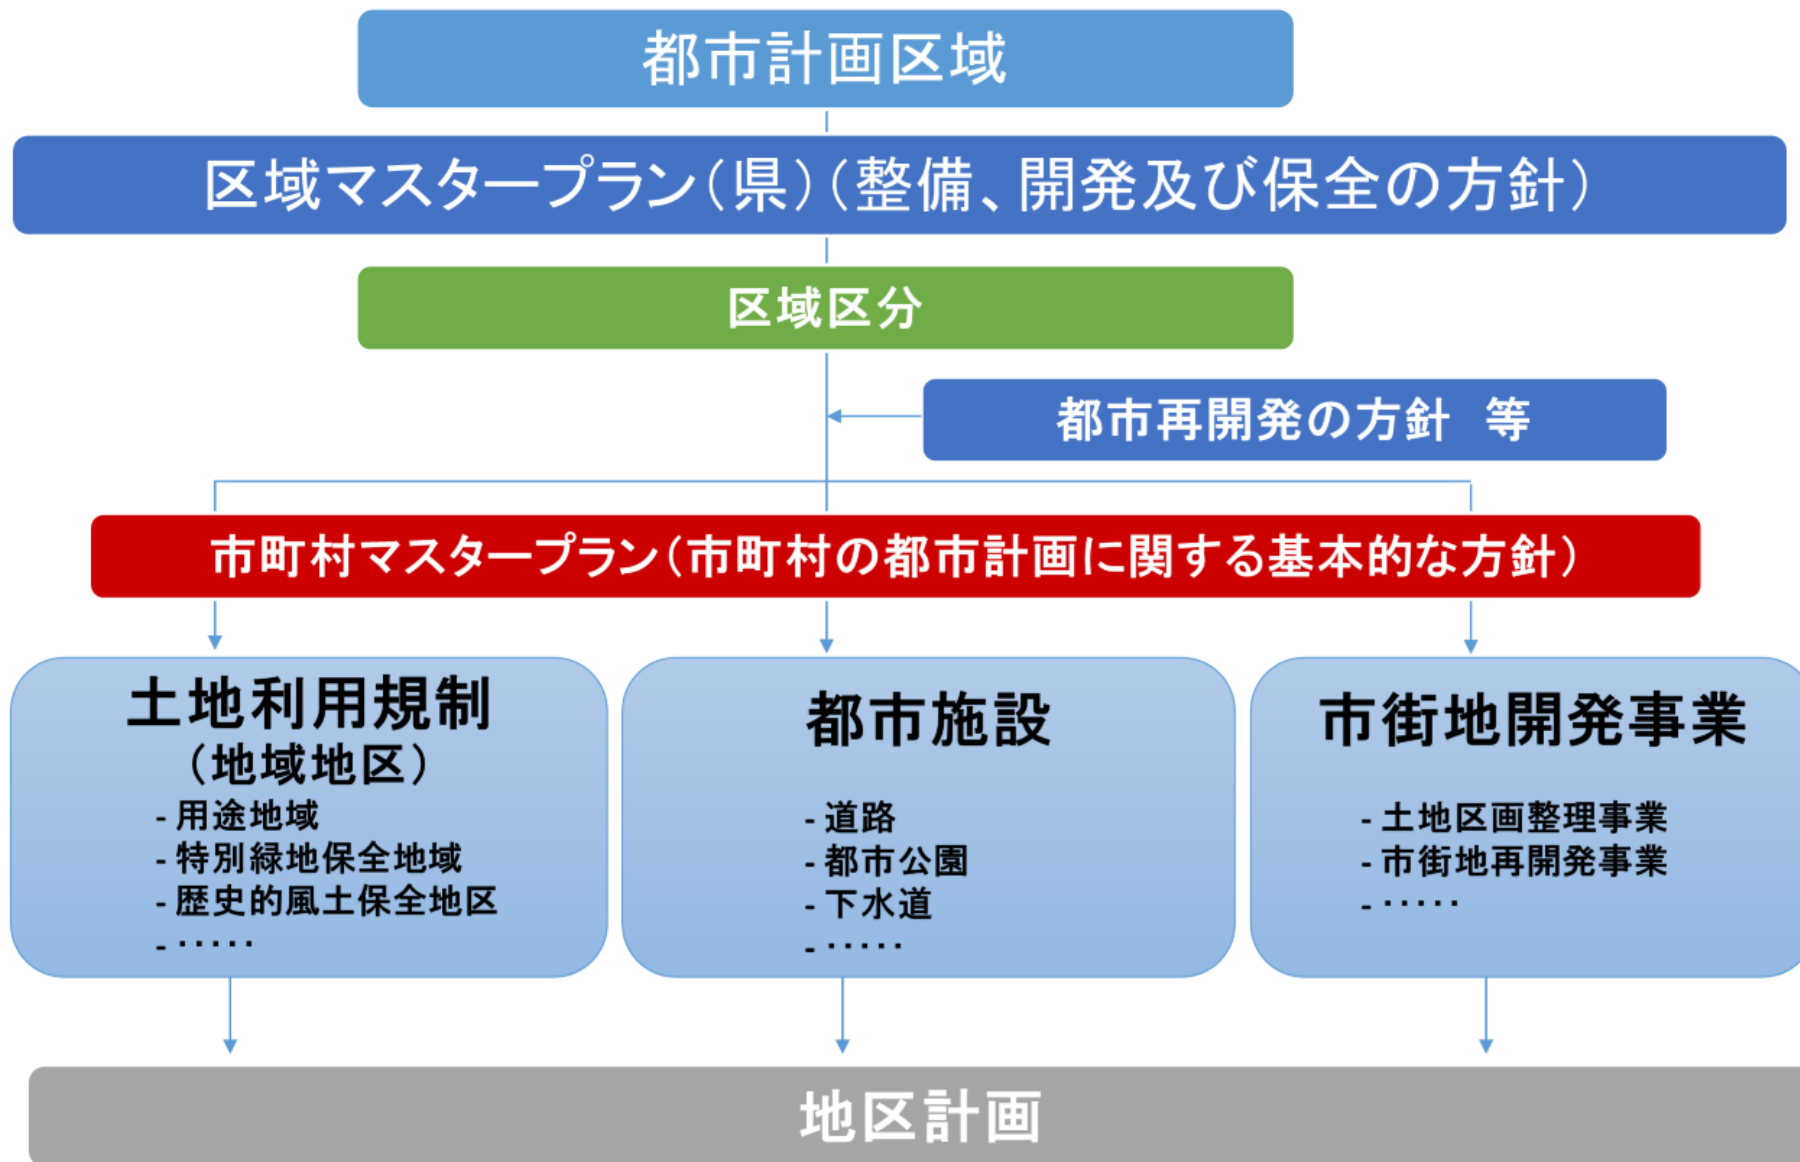 都市計画区域
区域マスタープラン(県)(整備、開発及び保全の方針)
区域区分
都市再開発の方針　等
市町村マスタープラン(市町村の都市計画に関する基本的な方針)
土地利用規制
(地域地区)
- 用途地域
- 特別緑地保全地域
- 歴史的風土保全地区
- ・・・・・
都市施設
- 道路
- 都市公園
- 下水道
- ・・・・・
市街地開発事業
- 土地区画整理事業
- 市街地再開発事業
- ・・・・・
地区計画